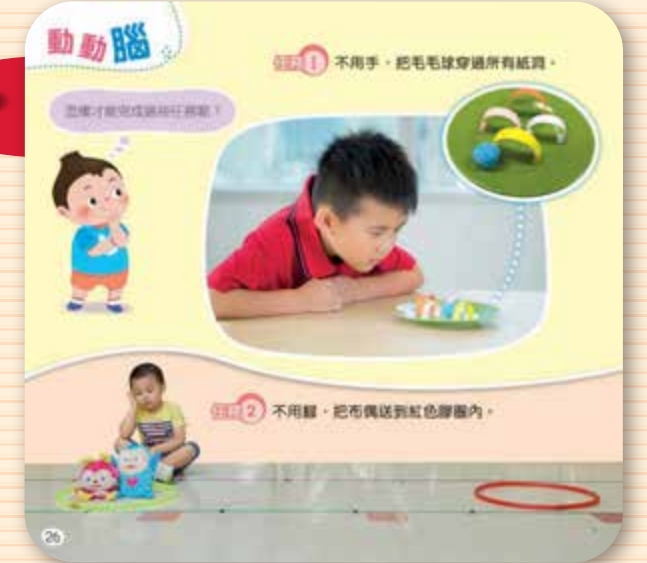 動動腦
任務1 不用手，把毛毛球穿過所有紙洞。
怎樣才能完成這兩項任務呢？
任務2 不用腳，把布偶送到紅色膠圈內。
26